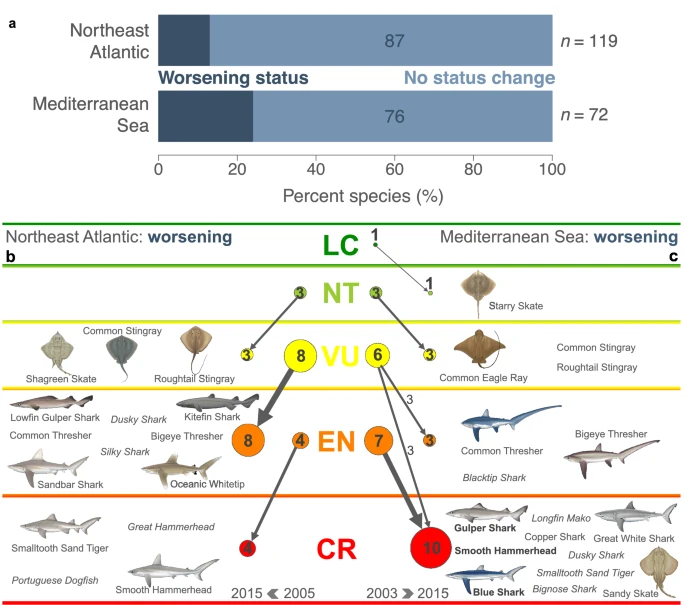 a
Northeast
Atlantic
87
n = 119
Worsening status
No status change
Mediterranean
Sea
76
n = 72
0 20 40 60 80 100
Percent species (%)
Northeast Atlantic: worsening
b
LC
1
Mediterranean Sea: worsening
c
3
NT
3
1
Starry Skate
Common Stingray
Shagreen Skate
Roughtail Stingray
3
8
VU
6
3
Common Eagle Ray
Common Stingray
Roughtail Stingray
Lowfin Gulper Shark
Dusky Shark
Kitefin Shark
Common Thresher
Bigeye Thresher
Silky Shark
Sandbar Shark
Oceanic Whitetip
8
4
EN
7
3
3
3
Common Thresher
Bigeye Thresher
Blacktip Shark
Smalltooth Sand Tiger
Great Hammerhead
Portuguese Dogfish
Smooth Hammerhead
4
CR
10
Gulper Shark
Longfin Mako
Copper Shark
Great White Shark
Smooth Hammerhead
Dusky Shark
Smalltooth Sand Tiger
Blue Shark
Bignose Shark
Sandy Skate
2015 2005
2003 2015